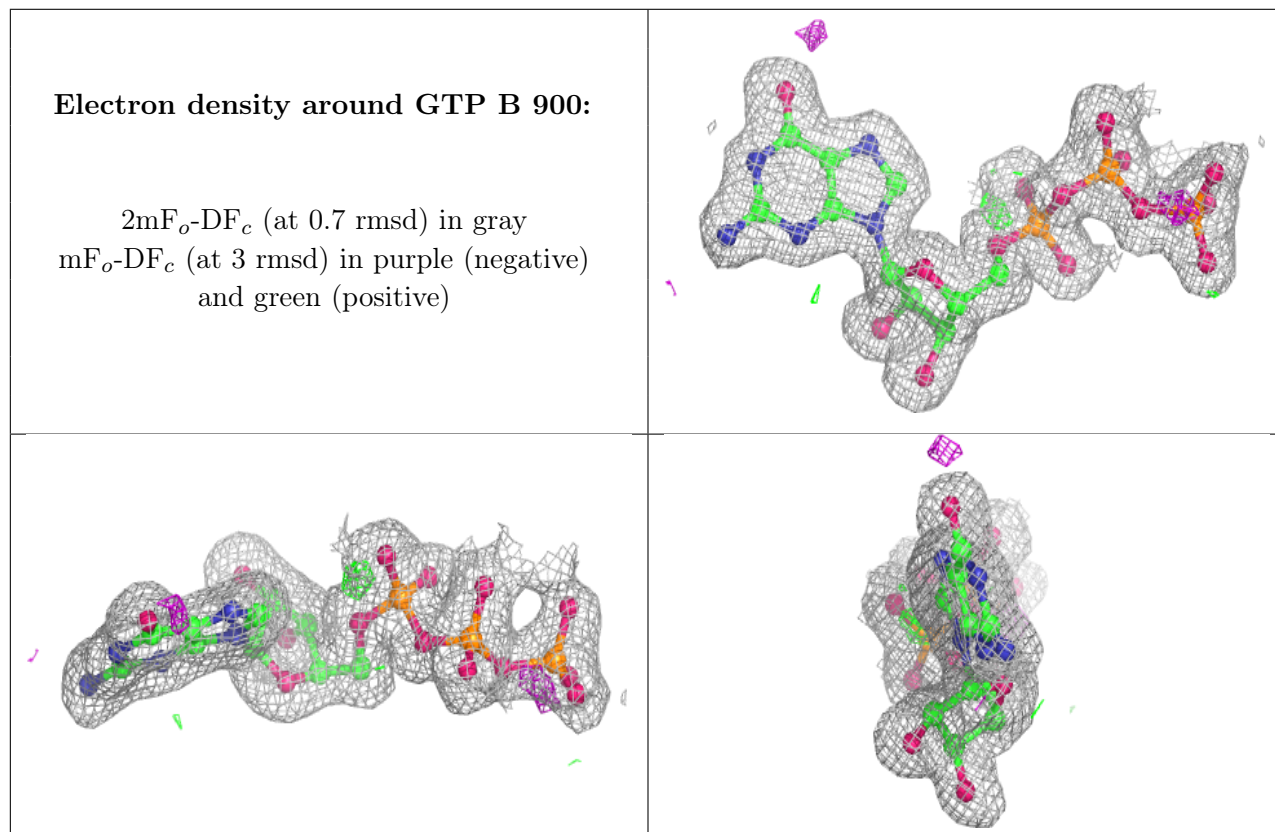 Electron density around GTP B 900:
2mFo-DFc (at 0.7 rmsd) in gray
mFo-DFc (at 3 rmsd) in purple (negative)
and green (positive)